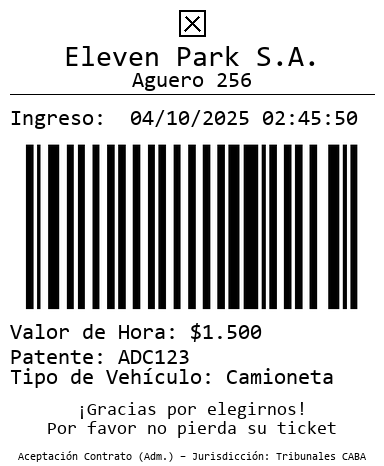 Eleven Park S.A.
Aguero 256
Ingreso: 04/10/2025 02:45:50
Valor de Hora: $1.500
Patente: ADC123
Tipo de Vehículo: Camioneta
¡Gracias por elegirnos!
Por favor no pierda su ticket
Aceptación Contrato (Adm.) – Jurisdicción: Tribunales CABA